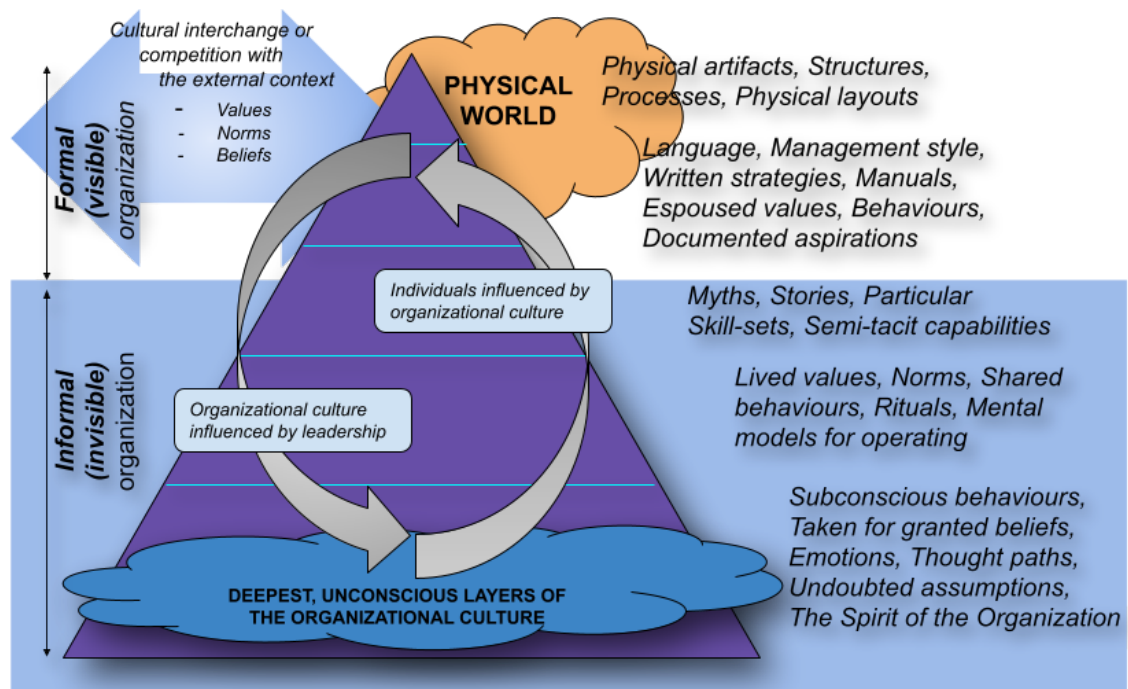 Cultural interchange or
competition with
the external context
- Values
- Norms
- Beliefs
PHYSICAL
WORLD
Physical artifacts, Structures,
Processes, Physical layouts
Language, Management style,
Written strategies, Manuals,
Espoused values, Behaviours,
Documented aspirations
Formal
(visible)
organization
Individuals influenced by
organizational culture
Myths, Stories, Particular
Skill-sets, Semi-tacit capabilities
Lived values, Norms, Shared
behaviours, Rituals, Mental
models for operating
Informal
(invisible)
organization
Organizational culture
influenced by leadership
Subconscious behaviours,
Taken for granted beliefs,
Emotions, Thought paths,
Undoubted assumptions,
The Spirit of the Organization
DEEPEST, UNCONSCIOUS LAYERS OF
THE ORGANIZATIONAL CULTURE